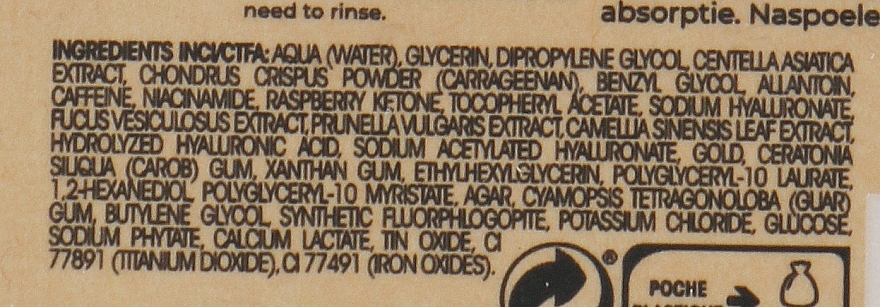 need to rinse.
absorptie. Naspoele
INGREDIENTS INCI/CTFA: AQUA (WATER), GLYCERIN, DIPROPYLENE GLYCOL, CENTELLA ASIATICA
EXTRACT, CHONDRUS CRISPUS POWDER (CARRAGEENAN), BENZYL GLYCOL, ALLANTOIN,
CAFFEINE, NIACINAMIDE, RASPBERRY KETONE, TOCOPHERYL ACETATE, SODIUM HYALURONATE,
FUCUS VESICULOSUS EXTRACT, PRUNELLA VULGARIS EXTRACT, CAMELLIA SINENSIS LEAF EXTRACT,
HYDROLYZED HYALURONIC ACID, SODIUM ACETYLATED HYALURONATE, GOLD, CERATONIA
SILIQUA (CAROB) GUM, XANTHAN GUM, ETHYLHEXYLGLYCERIN, POLYGLYCERYL-10 LAURATE,
1,2-HEXANEDIOL, POLYGLYCERYL-10 MYRISTATE, AGAR, CYAMOPSIS TETRAGONOLOBA (GUAR)
GUM, BUTYLENE GLYCOL, SYNTHETIC FLUORPHLOGOPITE, POTASSIUM CHLORIDE, GLUCOSE,
SODIUM PHYTATE, CALCIUM LACTATE, TIN OXIDE, CI
77891 (TITANIUM DIOXIDE), CI 77491 (IRON OXIDES).
®
POCHE